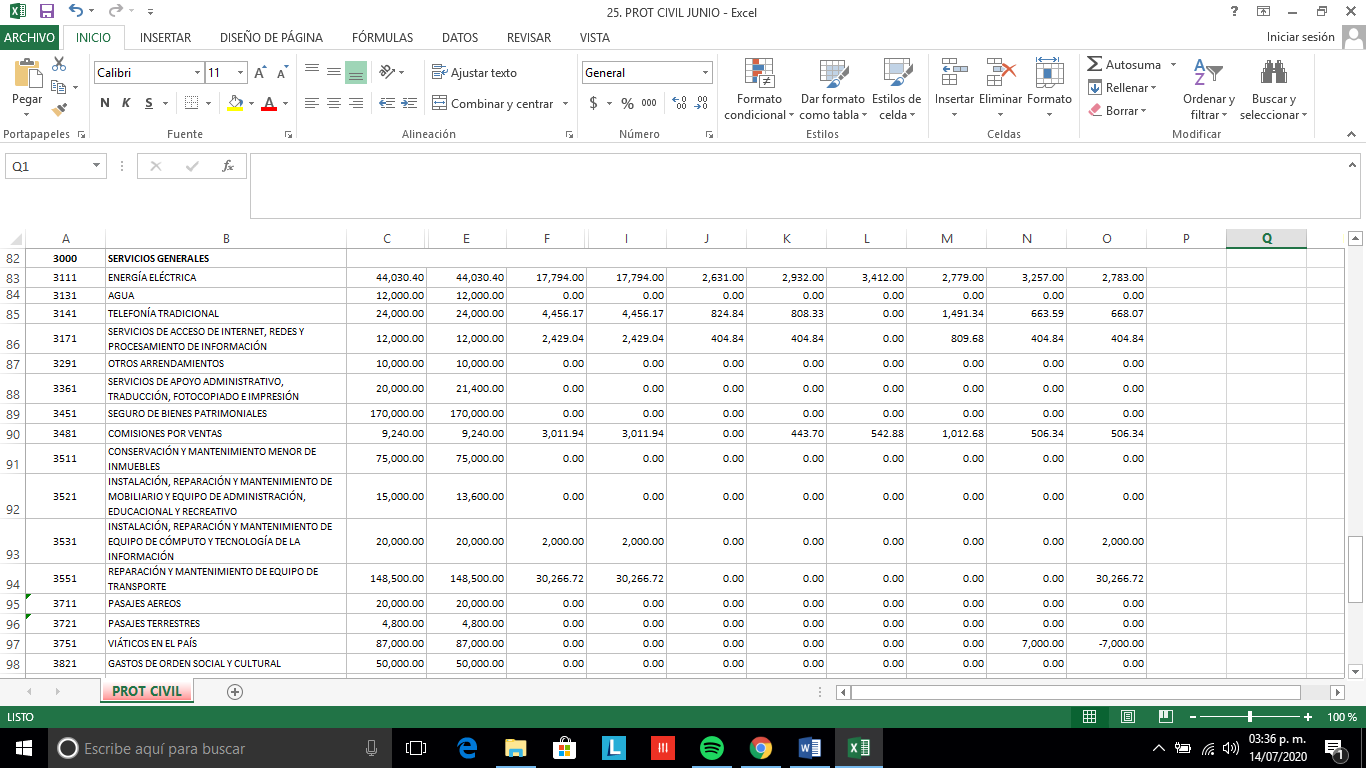 25. PROT CIVIL JUNIO - Excel
ARCHIVO INICIO INSERTAR DISEÑO DE PÁGINA FÓRMULAS DATOS REVISAR VISTA Iniciar sesión
Pegar
Portapapeles
Calibri 11
N K S
Fuente
Ajustar texto
Combinar y centrar
Alineación
General
$ % 000
Número
Formato condicional
Dar formato como tabla
Estilos de celda
Estilos
Insertar Eliminar Formato
Celdas
Autosuma
Rellenar
Borrar
Ordenar y filtrar
Buscar y seleccionar
Modificar
Q1 fx
A B C E F I J K L M N O P Q
82 3000 SERVICIOS GENERALES
83 3111 ENERGÍA ELÉCTRICA 44,030.40 44,030.40 17,794.00 17,794.00 2,631.00 2,932.00 3,412.00 2,779.00 3,257.00 2,783.00
84 3131 AGUA 12,000.00 12,000.00 0.00 0.00 0.00 0.00 0.00 0.00 0.00 0.00
85 3141 TELEFONÍA TRADICIONAL 24,000.00 24,000.00 4,456.17 4,456.17 824.84 808.33 0.00 1,491.34 663.59 668.07
86 3171 SERVICIOS DE ACCESO DE INTERNET, REDES Y
PROCESAMIENTO DE INFORMACIÓN 12,000.00 12,000.00 2,429.04 2,429.04 404.84 404.84 0.00 809.68 404.84 404.84
87 3291 OTROS ARRENDAMIENTOS 10,000.00 10,000.00 0.00 0.00 0.00 0.00 0.00 0.00 0.00 0.00
88 3361 SERVICIOS DE APOYO ADMINISTRATIVO,
TRADUCCIÓN, FOTOCOPIADO E IMPRESIÓN 20,000.00 21,400.00 0.00 0.00 0.00 0.00 0.00 0.00 0.00 0.00
89 3451 SEGURO DE BIENES PATRIMONIALES 170,000.00 170,000.00 0.00 0.00 0.00 0.00 0.00 0.00 0.00 0.00
90 3481 COMISIONES POR VENTAS 9,240.00 9,240.00 3,011.94 3,011.94 0.00 443.70 542.88 1,012.68 506.34 506.34
91 3511 CONSERVACIÓN Y MANTENIMIENTO MENOR DE
INMUEBLES 75,000.00 75,000.00 0.00 0.00 0.00 0.00 0.00 0.00 0.00 0.00
92 3521 INSTALACIÓN, REPARACIÓN Y MANTENIMIENTO DE
MOBILIARIO Y EQUIPO DE ADMINISTRACIÓN,
EDUCACIONAL Y RECREATIVO 15,000.00 13,600.00 0.00 0.00 0.00 0.00 0.00 0.00 0.00 0.00
93 3531 INSTALACIÓN, REPARACIÓN Y MANTENIMIENTO DE
EQUIPO DE CÓMPUTO Y TECNOLOGÍA DE LA
INFORMACIÓN 20,000.00 20,000.00 2,000.00 2,000.00 0.00 0.00 0.00 0.00 0.00 2,000.00
94 3551 REPARACIÓN Y MANTENIMIENTO DE EQUIPO DE
TRANSPORTE 148,500.00 148,500.00 30,266.72 30,266.72 0.00 0.00 0.00 0.00 0.00 30,266.72
95 3711 PASAJES AEREOS 20,000.00 20,000.00 0.00 0.00 0.00 0.00 0.00 0.00 0.00 0.00
96 3721 PASAJES TERRESTRES 4,800.00 4,800.00 0.00 0.00 0.00 0.00 0.00 0.00 0.00 0.00
97 3751 VIÁTICOS EN EL PAÍS 87,000.00 87,000.00 0.00 0.00 0.00 0.00 0.00 0.00 7,000.00 -7,000.00
98 3821 GASTOS DE ORDEN SOCIAL Y CULTURAL 50,000.00 50,000.00 0.00 0.00 0.00 0.00 0.00 0.00 0.00 0.00
PROT CIVIL
LISTO 100 %
Escribe aquí para buscar
03:36 p. m.
14/07/2020